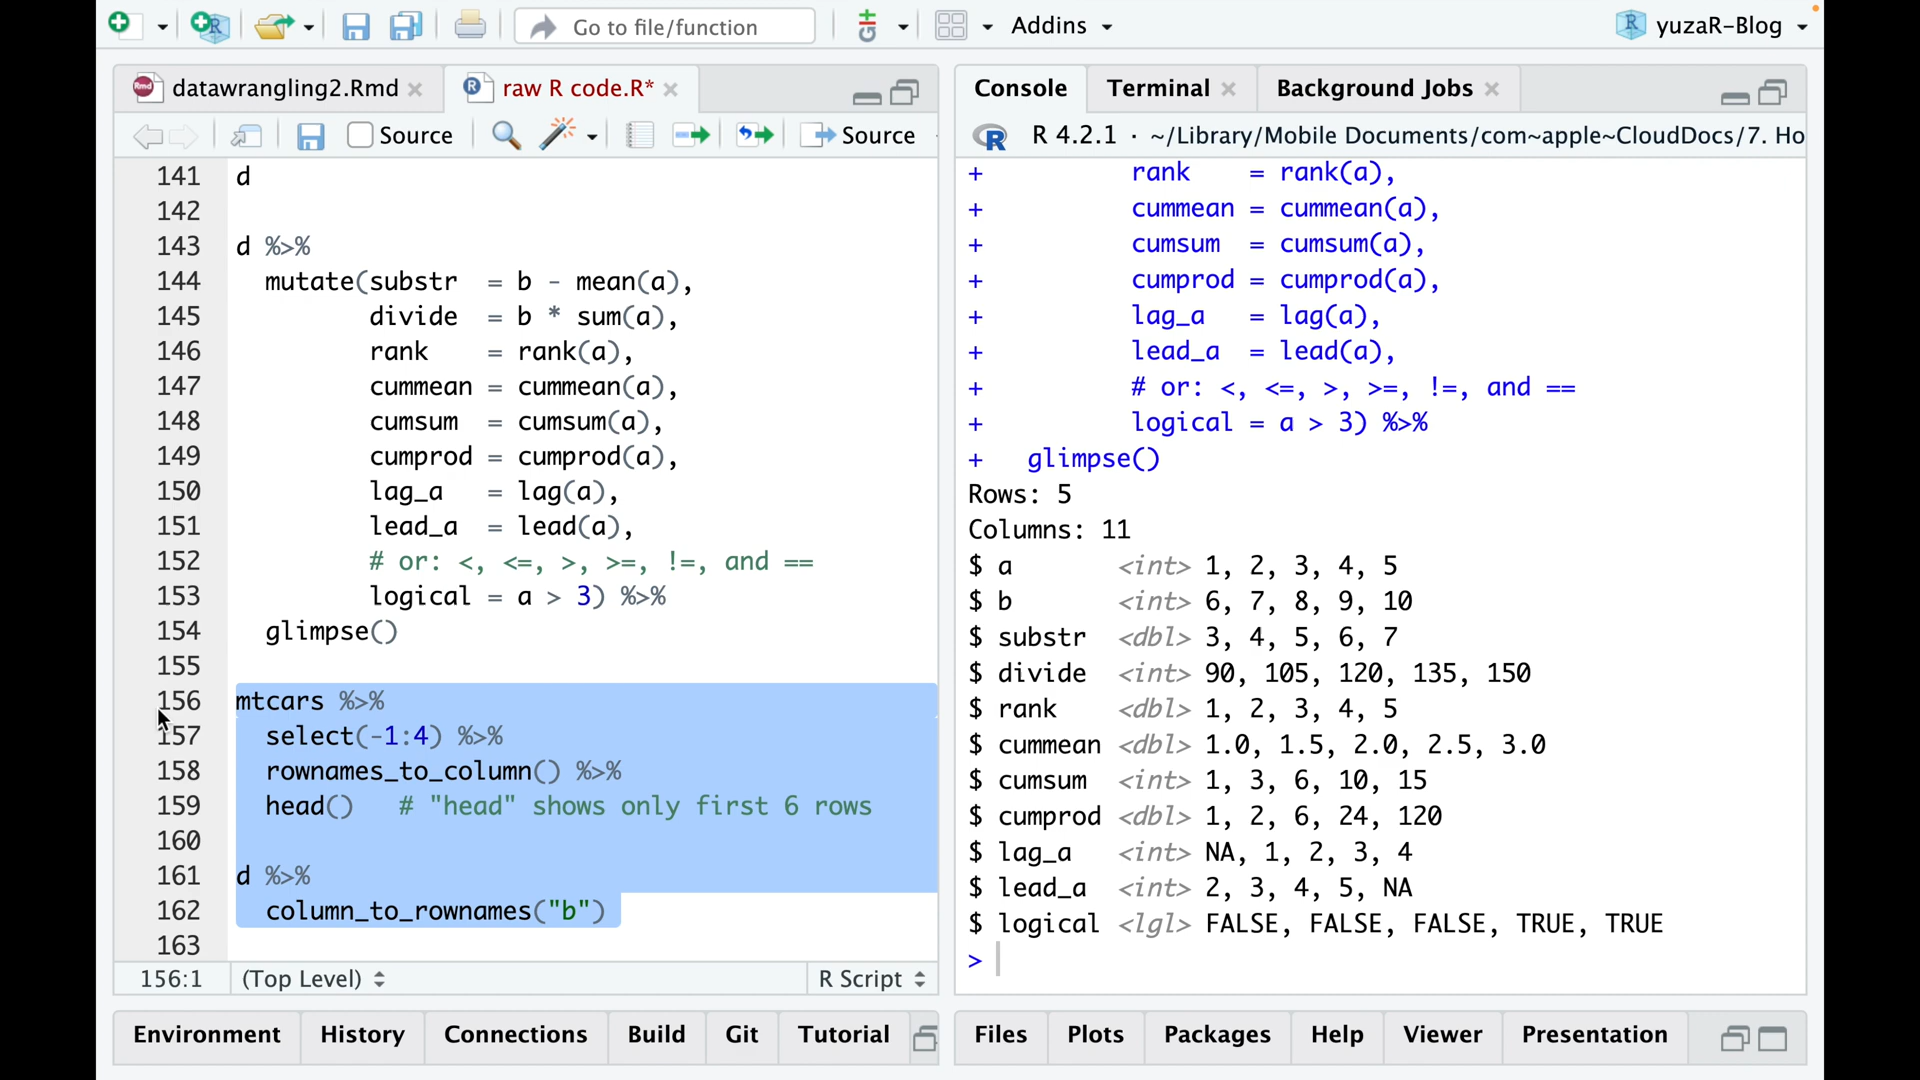 Go to file/function
Git
Addins
yuzaR-Blog
datawrangling2.Rmd
raw R code.R*
Source
Source
141 d
142
143 d %>%
144 mutate(substr = b - mean(a),
145 divide = b * sum(a),
146 rank = rank(a),
147 cummean = cummean(a),
148 cumsum = cumsum(a),
149 cumprod = cumprod(a),
150 lag_a = lag(a),
151 lead_a = lead(a),
152 # or: <, <=, >, >=, !=, and ==
153 logical = a > 3) %>%
154 glimpse()
155
156 mtcars %>%
157 select(-1:4) %>%
158 rownames_to_column() %>%
159 head() # "head" shows only first 6 rows
160
161 d %>%
162 column_to_rownames("b")
163
156:1 (Top Level) R Script
Environment History Connections Build Git Tutorial
Console Terminal Background Jobs
R 4.2.1 · ~/Library/Mobile Documents/com~apple~CloudDocs/7. Ho
+ rank = rank(a),
+ cummean = cummean(a),
+ cumsum = cumsum(a),
+ cumprod = cumprod(a),
+ lag_a = lag(a),
+ lead_a = lead(a),
+ # or: <, <=, >, >=, !=, and ==
+ logical = a > 3) %>%
+ glimpse()
Rows: 5
Columns: 11
$ a <int> 1, 2, 3, 4, 5
$ b <int> 6, 7, 8, 9, 10
$ substr <dbl> 3, 4, 5, 6, 7
$ divide <int> 90, 105, 120, 135, 150
$ rank <dbl> 1, 2, 3, 4, 5
$ cummean <dbl> 1.0, 1.5, 2.0, 2.5, 3.0
$ cumsum <int> 1, 3, 6, 10, 15
$ cumprod <dbl> 1, 2, 6, 24, 120
$ lag_a <int> NA, 1, 2, 3, 4
$ lead_a <int> 2, 3, 4, 5, NA
$ logical <lgl> FALSE, FALSE, FALSE, TRUE, TRUE
>
Files Plots Packages Help Viewer Presentation